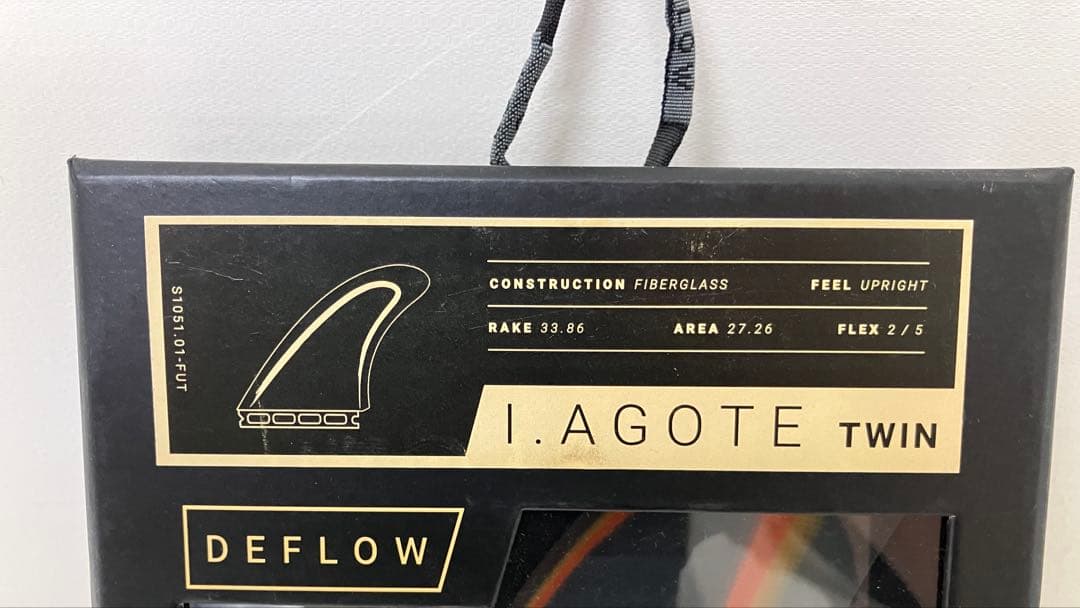 S1051.01-FUT
CONSTRUCTION FIBERGLASS FEEL UPRIGHT
RAKE 33.86 AREA 27.26 FLEX 2 / 5
I.AGOTE TWIN
DEFLOW